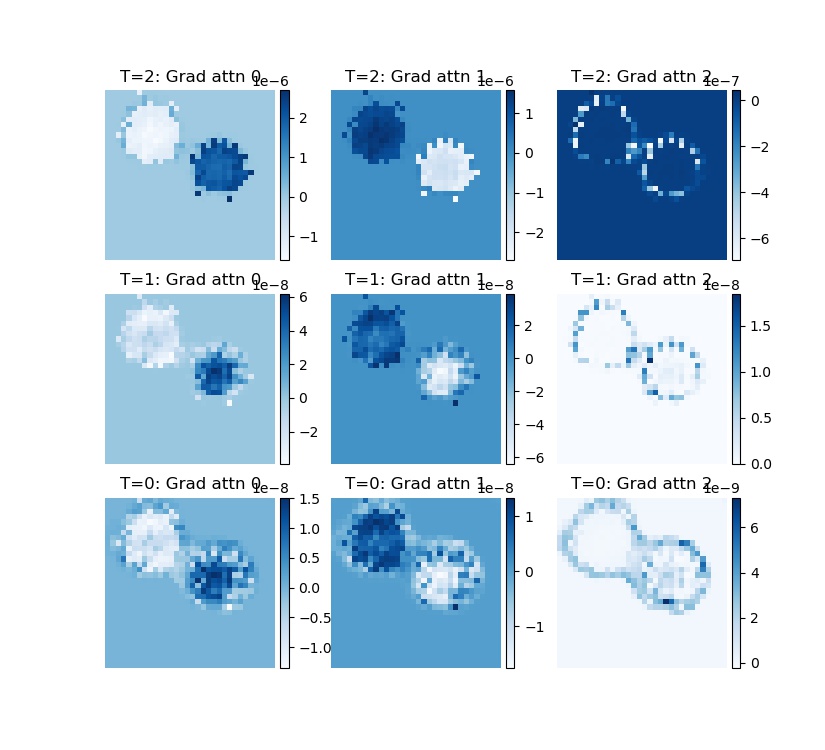 T=2: Grad attn 0
1e−6
T=2: Grad attn 1
1e−6
T=2: Grad attn 2
1e−7
2
1
0
−1
1
0
−1
−2
0
−2
−4
−6
T=1: Grad attn 0
1e−8
T=1: Grad attn 1
1e−8
T=1: Grad attn 2
1e−8
6
4
2
0
−2
2
0
−2
−4
−6
1.5
1.0
0.5
0.0
T=0: Grad attn 0
1e−8
T=0: Grad attn 1
1e−8
T=0: Grad attn 2
1e−9
1.5
1.0
0.5
0.0
−0.5
−1.0
1
0
−1
6
4
2
0